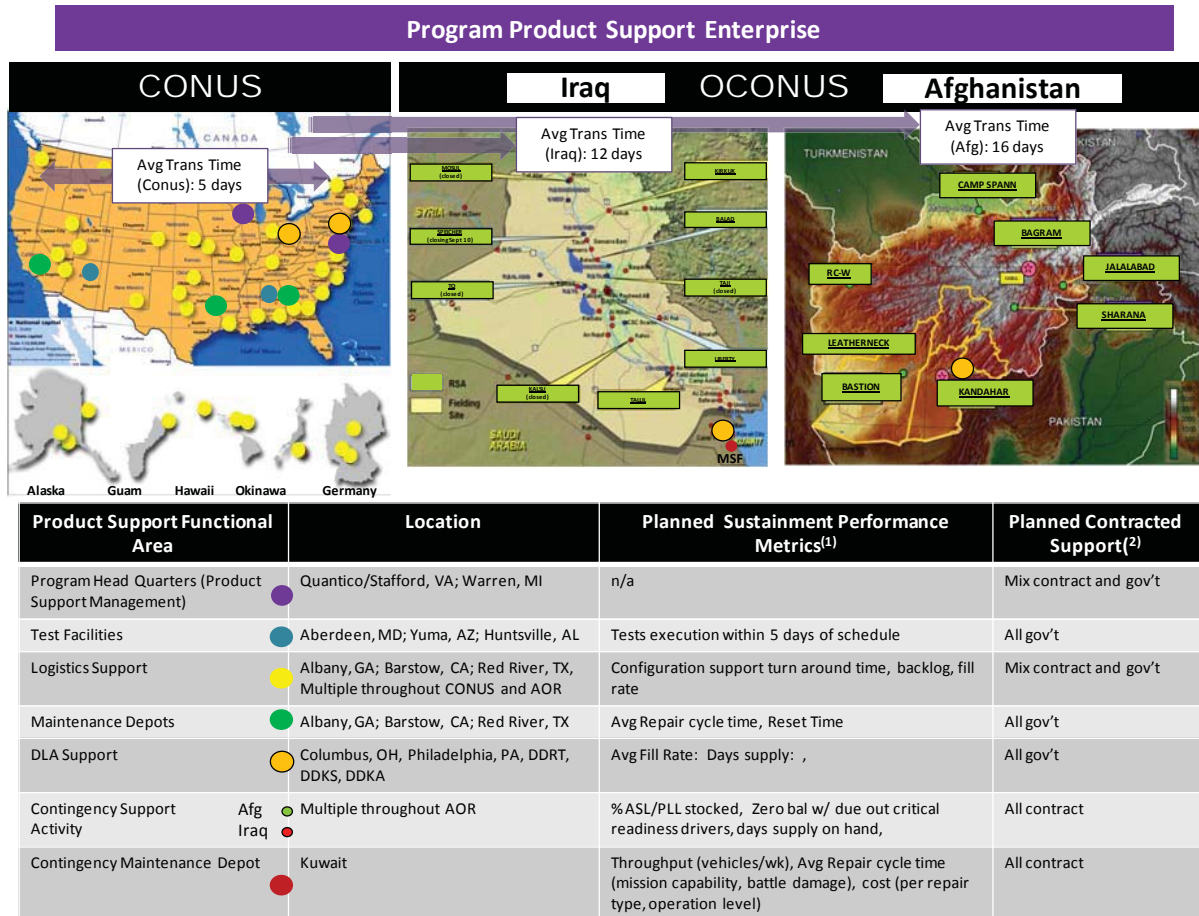 Program Product Support Enterprise
CONUS
Iraq
OCONUS
Afghanistan
Avg Trans Time
(Conus): 5 days
Avg Trans Time
(Iraq): 12 days
Avg Trans Time
(Afg): 16 days
CANADA
MEXICO
National capital
Alaska
Guam
Hawaii
Okinawa
Germany
MOSUL
(closed)
KIRKUK
SYRIA
BALAD
SPEICHER
(closing Sept 10)
TQ
(closed)
TAJI
(closed)
LIBERTY
RSA
Fielding
Site
KALSU
(closed)
TALLIL
SAUDI
ARABIA
MSF
TURKMENISTAN
CAMP SPANN
BAGRAM
RC-W
JALALABAD
SHARANA
LEATHERNECK
BASTION
KANDAHAR
PAKISTAN
Product Support Functional
Area
Location
Planned Sustainment Performance
Metrics(1)
Planned Contracted
Support(2)
Program Head Quarters (Product
Support Management)
Quantico/Stafford, VA; Warren, MI
n/a
Mix contract and gov't
Test Facilities
Aberdeen, MD; Yuma, AZ; Huntsville, AL
Tests execution within 5 days of schedule
All gov't
Logistics Support
Albany, GA; Barstow, CA; Red River, TX,
Multiple throughout CONUS and AOR
Configuration support turn around time, backlog, fill
rate
Mix contract and gov't
Maintenance Depots
Albany, GA; Barstow, CA; Red River, TX
Avg Repair cycle time, Reset Time
All gov't
DLA Support
Columbus, OH, Philadelphia, PA, DDRT,
DDKS, DDKA
Avg Fill Rate: Days supply: ,
All gov't
Contingency Support
Activity
Afg
Iraq
Multiple throughout AOR
%ASL/PLL stocked, Zero bal w/ due out critical
readiness drivers, days supply on hand,
All contract
Contingency Maintenance Depot
Kuwait
Throughput (vehicles/wk), Avg Repair cycle time
(mission capability, battle damage), cost (per repair
type, operation level)
All contract